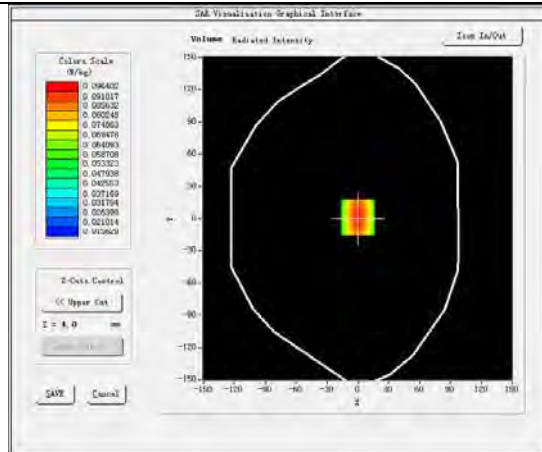 SAR Visualisation Graphical Interface
Volume Radiated Intensity
Zoom In/Out
Colors Scale
(W/kg)
0.096402
0.091017
0.085632
0.080248
0.074863
0.069478
0.064093
0.058708
0.053323
0.047938
0.042553
0.037169
0.031784
0.026399
0.021014
0.015629
150
120
90
60
30
0
-30
-60
-90
-120
-150
Y
-150 -120 -90 -60 -30 0 30 60 90 120 150
X
Z-Cuts Control
<< Upper Cut
Z = 4.0 mm
SAVE
Cancel